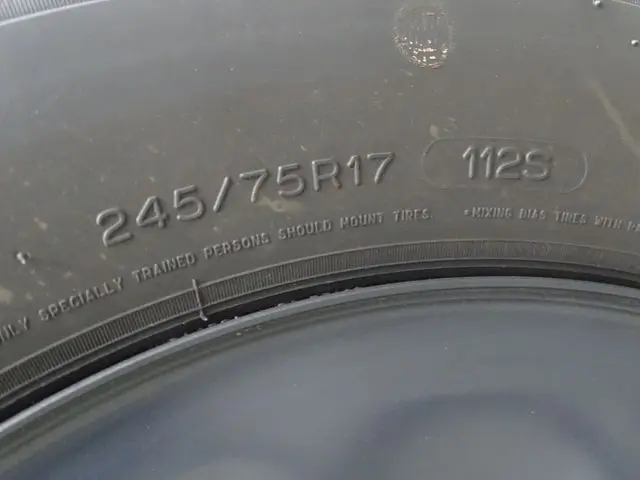 245/75R17 112S
ONLY SPECIALLY TRAINED PERSONS SHOULD MOUNT TIRES. *MIXING BIAS TIRES WITH